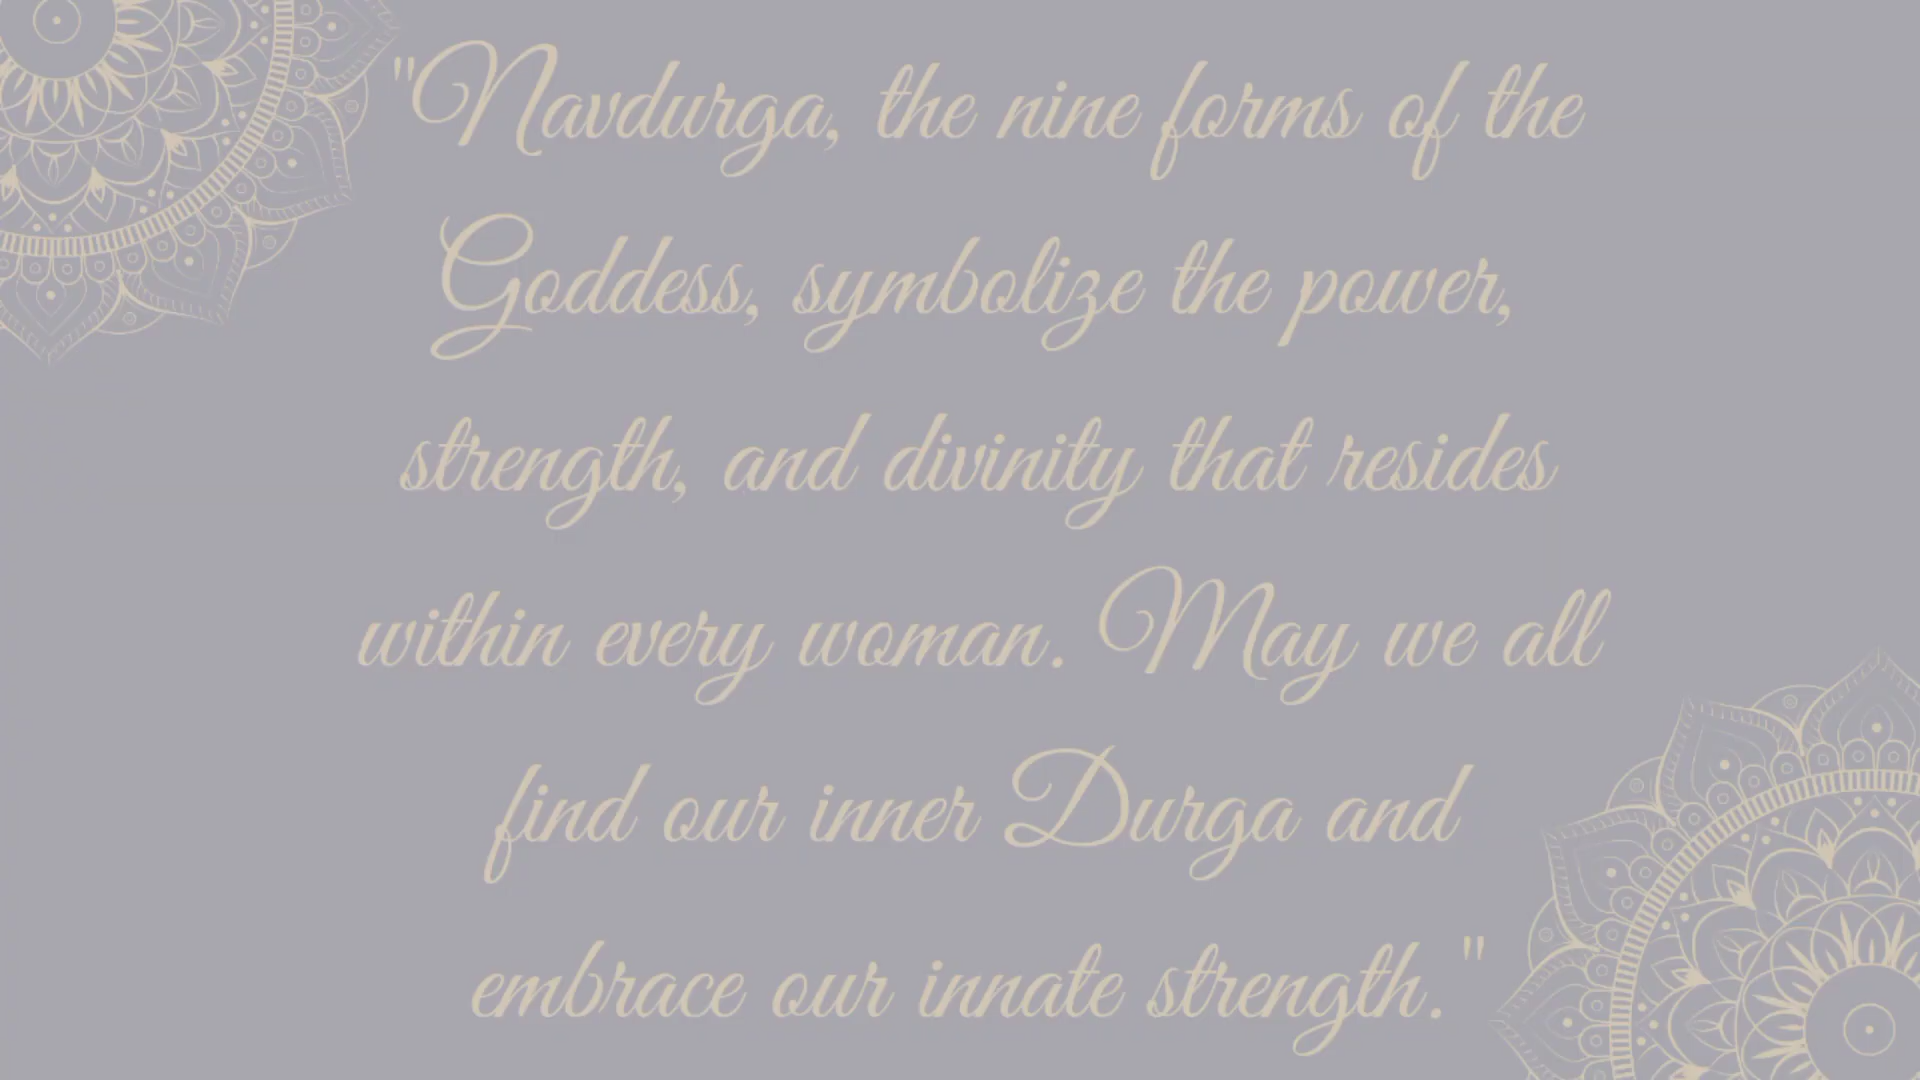 "Navdurga, the nine forms of the
Goddess, symbolize the power,
strength, and divinity that resides
within every woman. May we all
find our inner Durga and
embrace our innate strength."